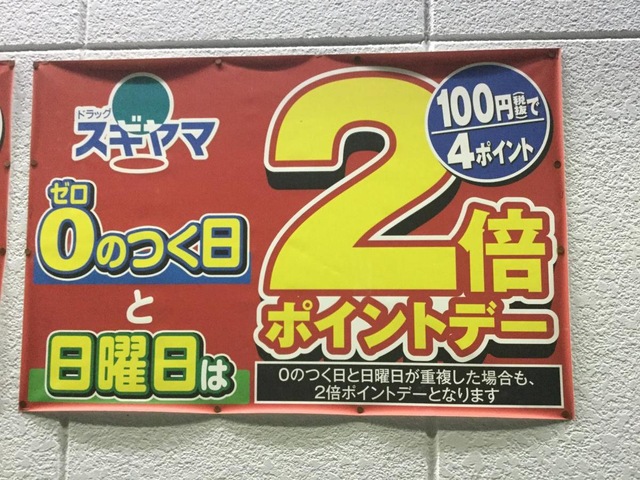 ドラッグ
スギヤマ
ゼロ
0のつく日
と
日曜日は
2倍
ポイントデー
100円(税抜)で
4ポイント
0のつく日と日曜日が重複した場合も、
2倍ポイントデーとなります